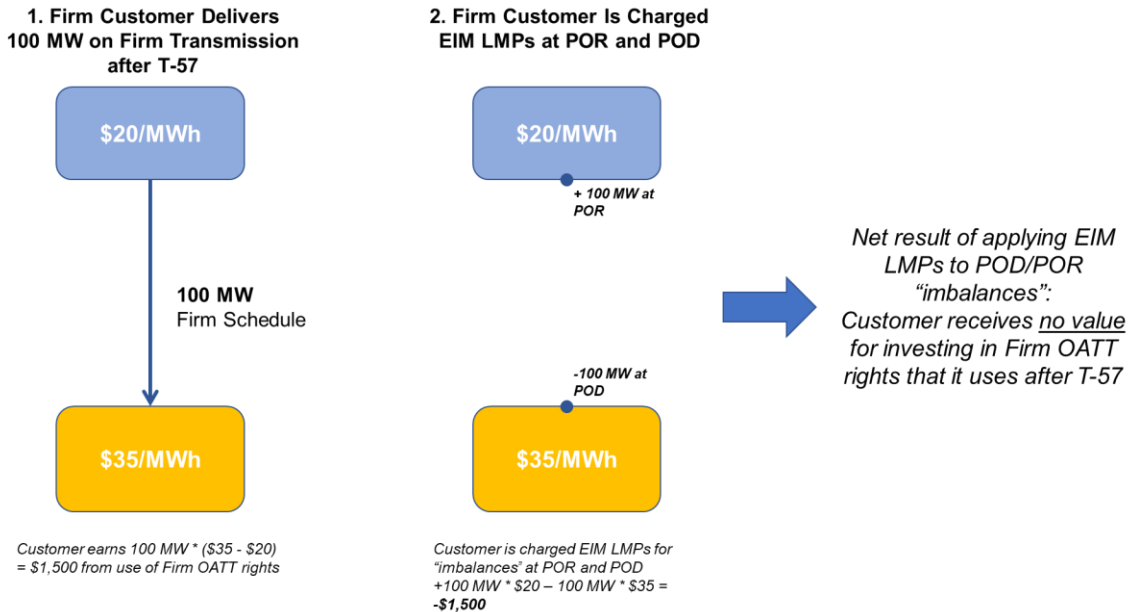 1. Firm Customer Delivers
100 MW on Firm Transmission
after T-57
$20/MWh
100 MW
Firm Schedule
$35/MWh
Customer earns 100 MW * ($35 - $20)
= $1,500 from use of Firm OATT rights
2. Firm Customer Is Charged
EIM LMPs at POR and POD
$20/MWh
+ 100 MW at
POR
-100 MW at
POD
$35/MWh
Customer is charged EIM LMPs for
"imbalances' at POR and POD
+100 MW * $20 – 100 MW * $35 =
-$1,500
Net result of applying EIM
LMPs to POD/POR
"imbalances":
Customer receives no value
for investing in Firm OATT
rights that it uses after T-57